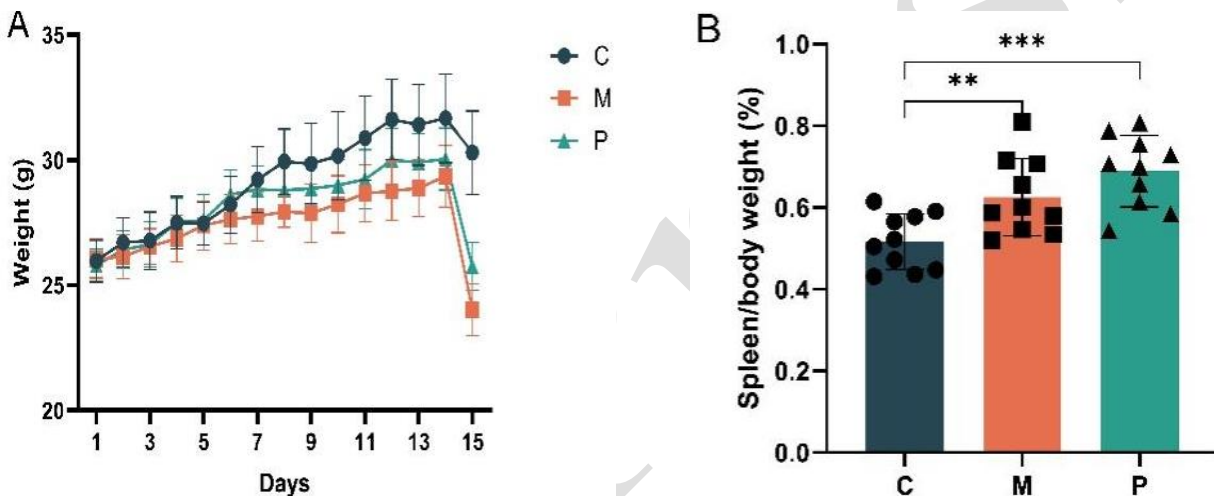 A
35
30
25
20
Weight (g)
1 3 5 7 9 11 13 15
Days
C
M
P
B
1.0
0.8
0.6
0.4
0.2
0.0
Spleen/body weight (%)
***
**
C M P